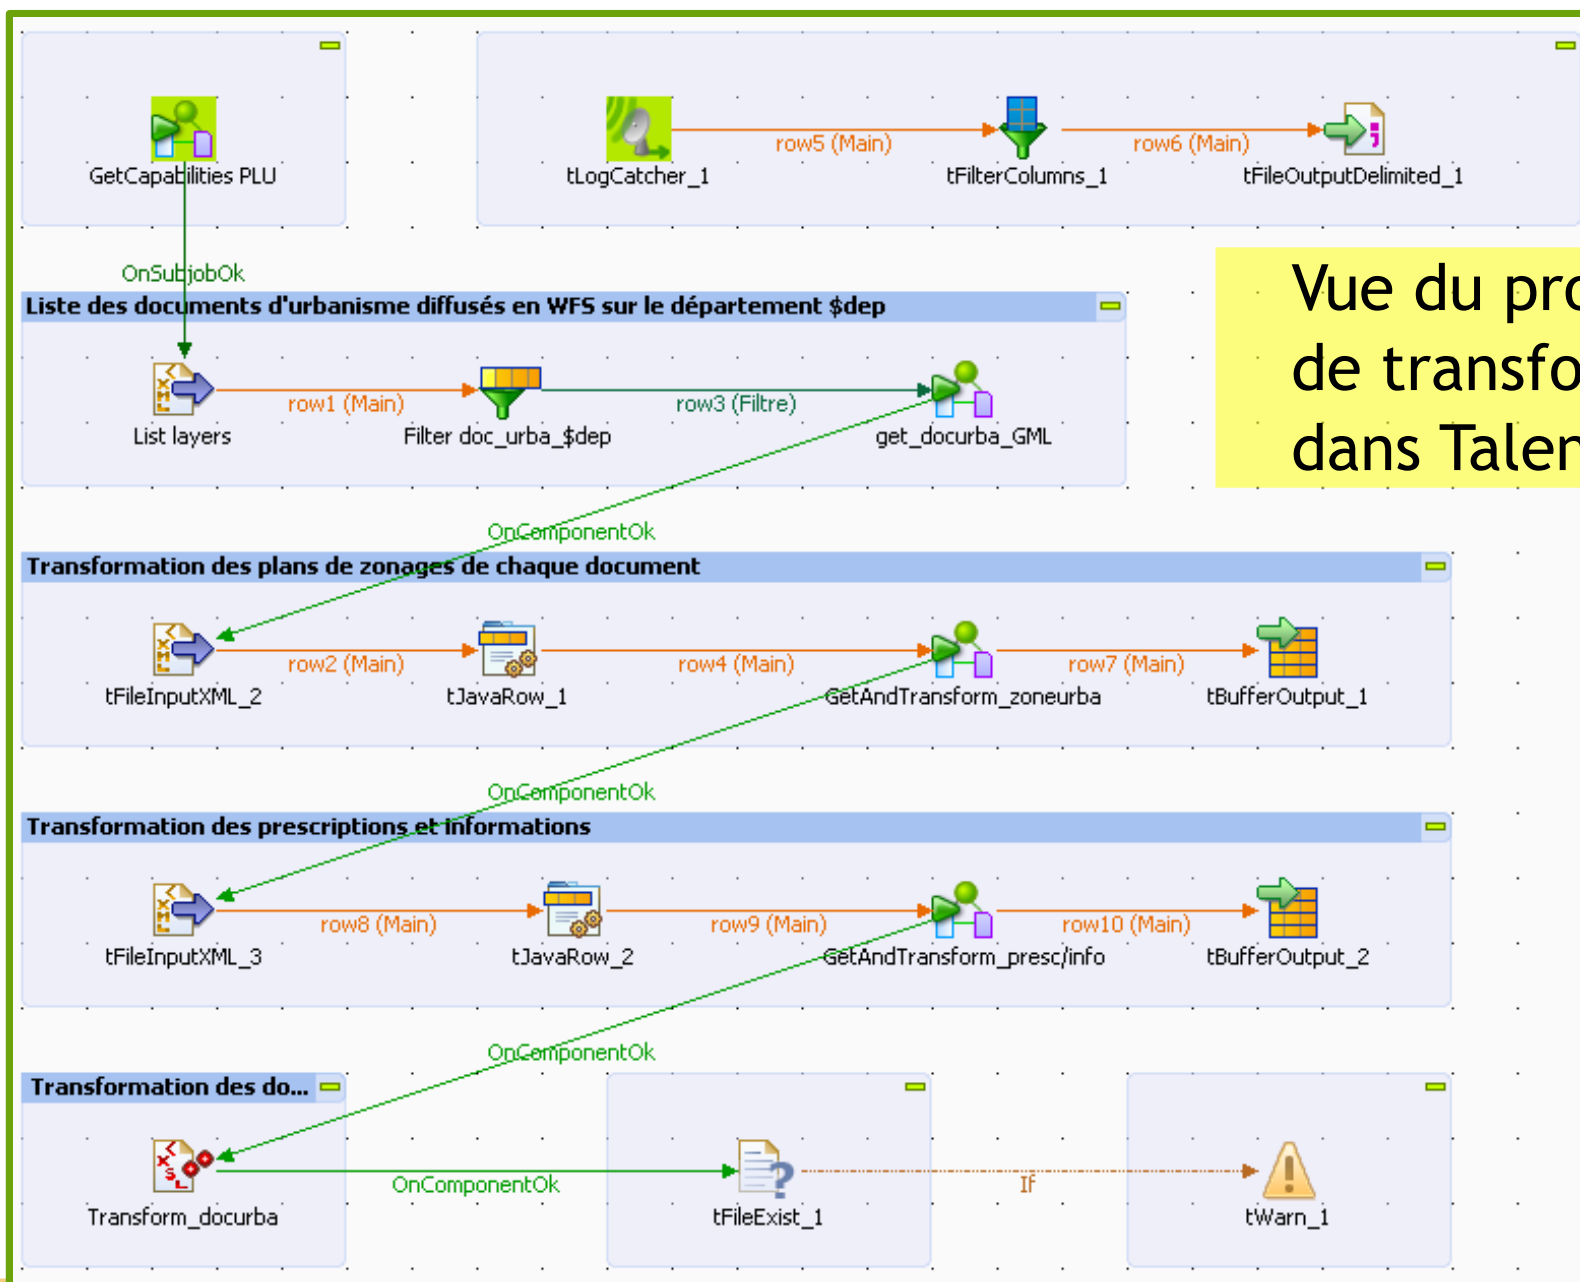 GetCapabilities PLU
tLogCatcher_1
row5 (Main)
tFilterColumns_1
row6 (Main)
tFileOutputDelimited_1
OnSubjobOk
Liste des documents d'urbanisme diffusés en WFS sur le département $dep
List layers
row1 (Main)
Filter doc_urba_$dep
row3 (Filtre)
get_docurba_GML
Vue du pro
de transfo
dans Talen
OnComponentOk
Transformation des plans de zonages de chaque document
tFileInputXML_2
row2 (Main)
tJavaRow_1
row4 (Main)
GetAndTransform_zoneurba
row7 (Main)
tBufferOutput_1
OnComponentOk
Transformation des prescriptions et informations
tFileInputXML_3
row8 (Main)
tJavaRow_2
row9 (Main)
GetAndTransform_presc/info
row10 (Main)
tBufferOutput_2
OnComponentOk
Transformation des do...
Transform_docurba
OnComponentOk
tFileExist_1
If
tWarn_1